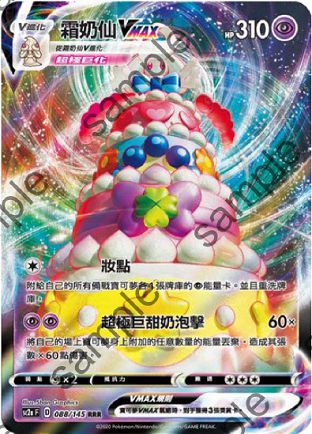 V進化 霜奶仙VMAX HP310
從霜奶仙V進化
超極巨化
sample
妝點
附給自己的所有備戰寶可夢各1張牌庫的能量卡。並且重洗牌庫。
超極巨甜奶泡擊 60×
將自己的場上寶可夢身上附加的任意數量的能量丟棄,造成其張數×60點傷害。
弱點 ×2 抵抗力 撤退
Illus. 5ban Graphics
VMAX規則
sc2a F 088/145 RRR
寶可夢VMAX氣絕時,對手獲得3張獎賞卡。
©2020 Pokémon/Nintendo/Creatures/GAME FREAK.